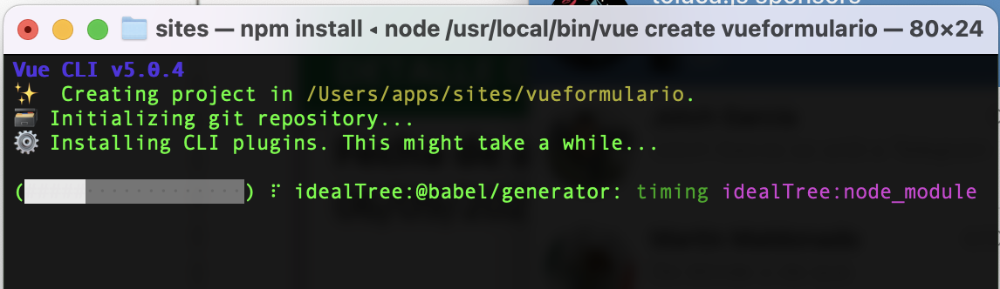 sites — npm install ◂ node /usr/local/bin/vue create vueformulario — 80×24
Vue CLI v5.0.4
✨ Creating project in /Users/apps/sites/vueformulario.
🗃 Initializing git repository...
⚙️ Installing CLI plugins. This might take a while...
(██████⠂⠂⠂⠂⠂⠂⠂⠂⠂⠂⠂⠂) ⠏ idealTree:@babel/generator: timing idealTree:node_module